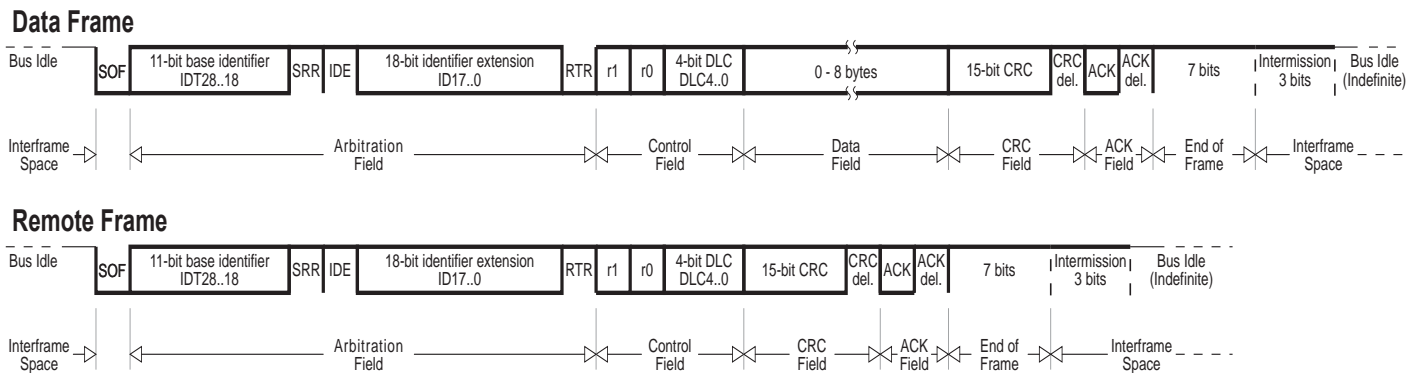 Data Frame
Bus Idle
SOF
11-bit base identifier
IDT28..18
SRR
IDE
18-bit identifier extension
ID17..0
RTR
r1
r0
4-bit DLC
DLC4..0
0 - 8 bytes
15-bit CRC
CRC
del.
ACK
ACK
del.
7 bits
Intermission
3 bits
Bus Idle
(Indefinite)
Interframe
Space
Arbitration
Field
Control
Field
Data
Field
CRC
Field
ACK
Field
End of
Frame
Interframe
Space
Remote Frame
Bus Idle
SOF
11-bit base identifier
IDT28..18
SRR
IDE
18-bit identifier extension
ID17..0
RTR
r1
r0
4-bit DLC
DLC4..0
15-bit CRC
CRC
del.
ACK
ACK
del.
7 bits
Intermission
3 bits
Bus Idle
(Indefinite)
Interframe
Space
Arbitration
Field
Control
Field
CRC
Field
ACK
Field
End of
Frame
Interframe
Space